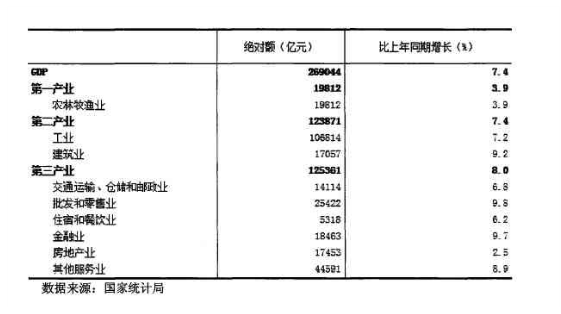 绝对额（亿元） 比上年同期增长（%）
GDP 269044 7.4
第一产业 19812 3.9
农林牧渔业 19812 3.9
第二产业 123871 7.4
工业 106814 7.2
建筑业 17057 9.2
第三产业 125361 8.0
交通运输、仓储和邮政业 14114 6.8
批发和零售业 25422 9.8
住宿和餐饮业 5318 6.2
金融业 18463 9.7
房地产业 17453 2.5
其他服务业 44591 8.9
数据来源：国家统计局